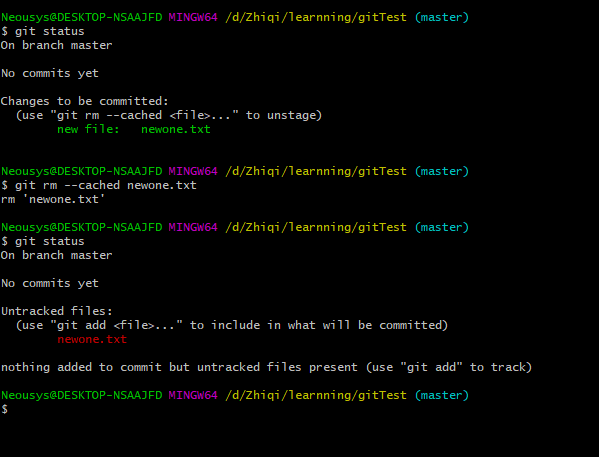 Neousys@DESKTOP-NSAAJFD MINGW64 /d/Zhiqi/learnning/gitTest (master)
$ git status
On branch master
No commits yet
Changes to be committed:
  (use "git rm --cached <file>..." to unstage)
        new file:   newone.txt
Neousys@DESKTOP-NSAAJFD MINGW64 /d/Zhiqi/learnning/gitTest (master)
$ git rm --cached newone.txt
rm 'newone.txt'
Neousys@DESKTOP-NSAAJFD MINGW64 /d/Zhiqi/learnning/gitTest (master)
$ git status
On branch master
No commits yet
Untracked files:
  (use "git add <file>..." to include in what will be committed)
        newone.txt
nothing added to commit but untracked files present (use "git add" to track)
Neousys@DESKTOP-NSAAJFD MINGW64 /d/Zhiqi/learnning/gitTest (master)
$